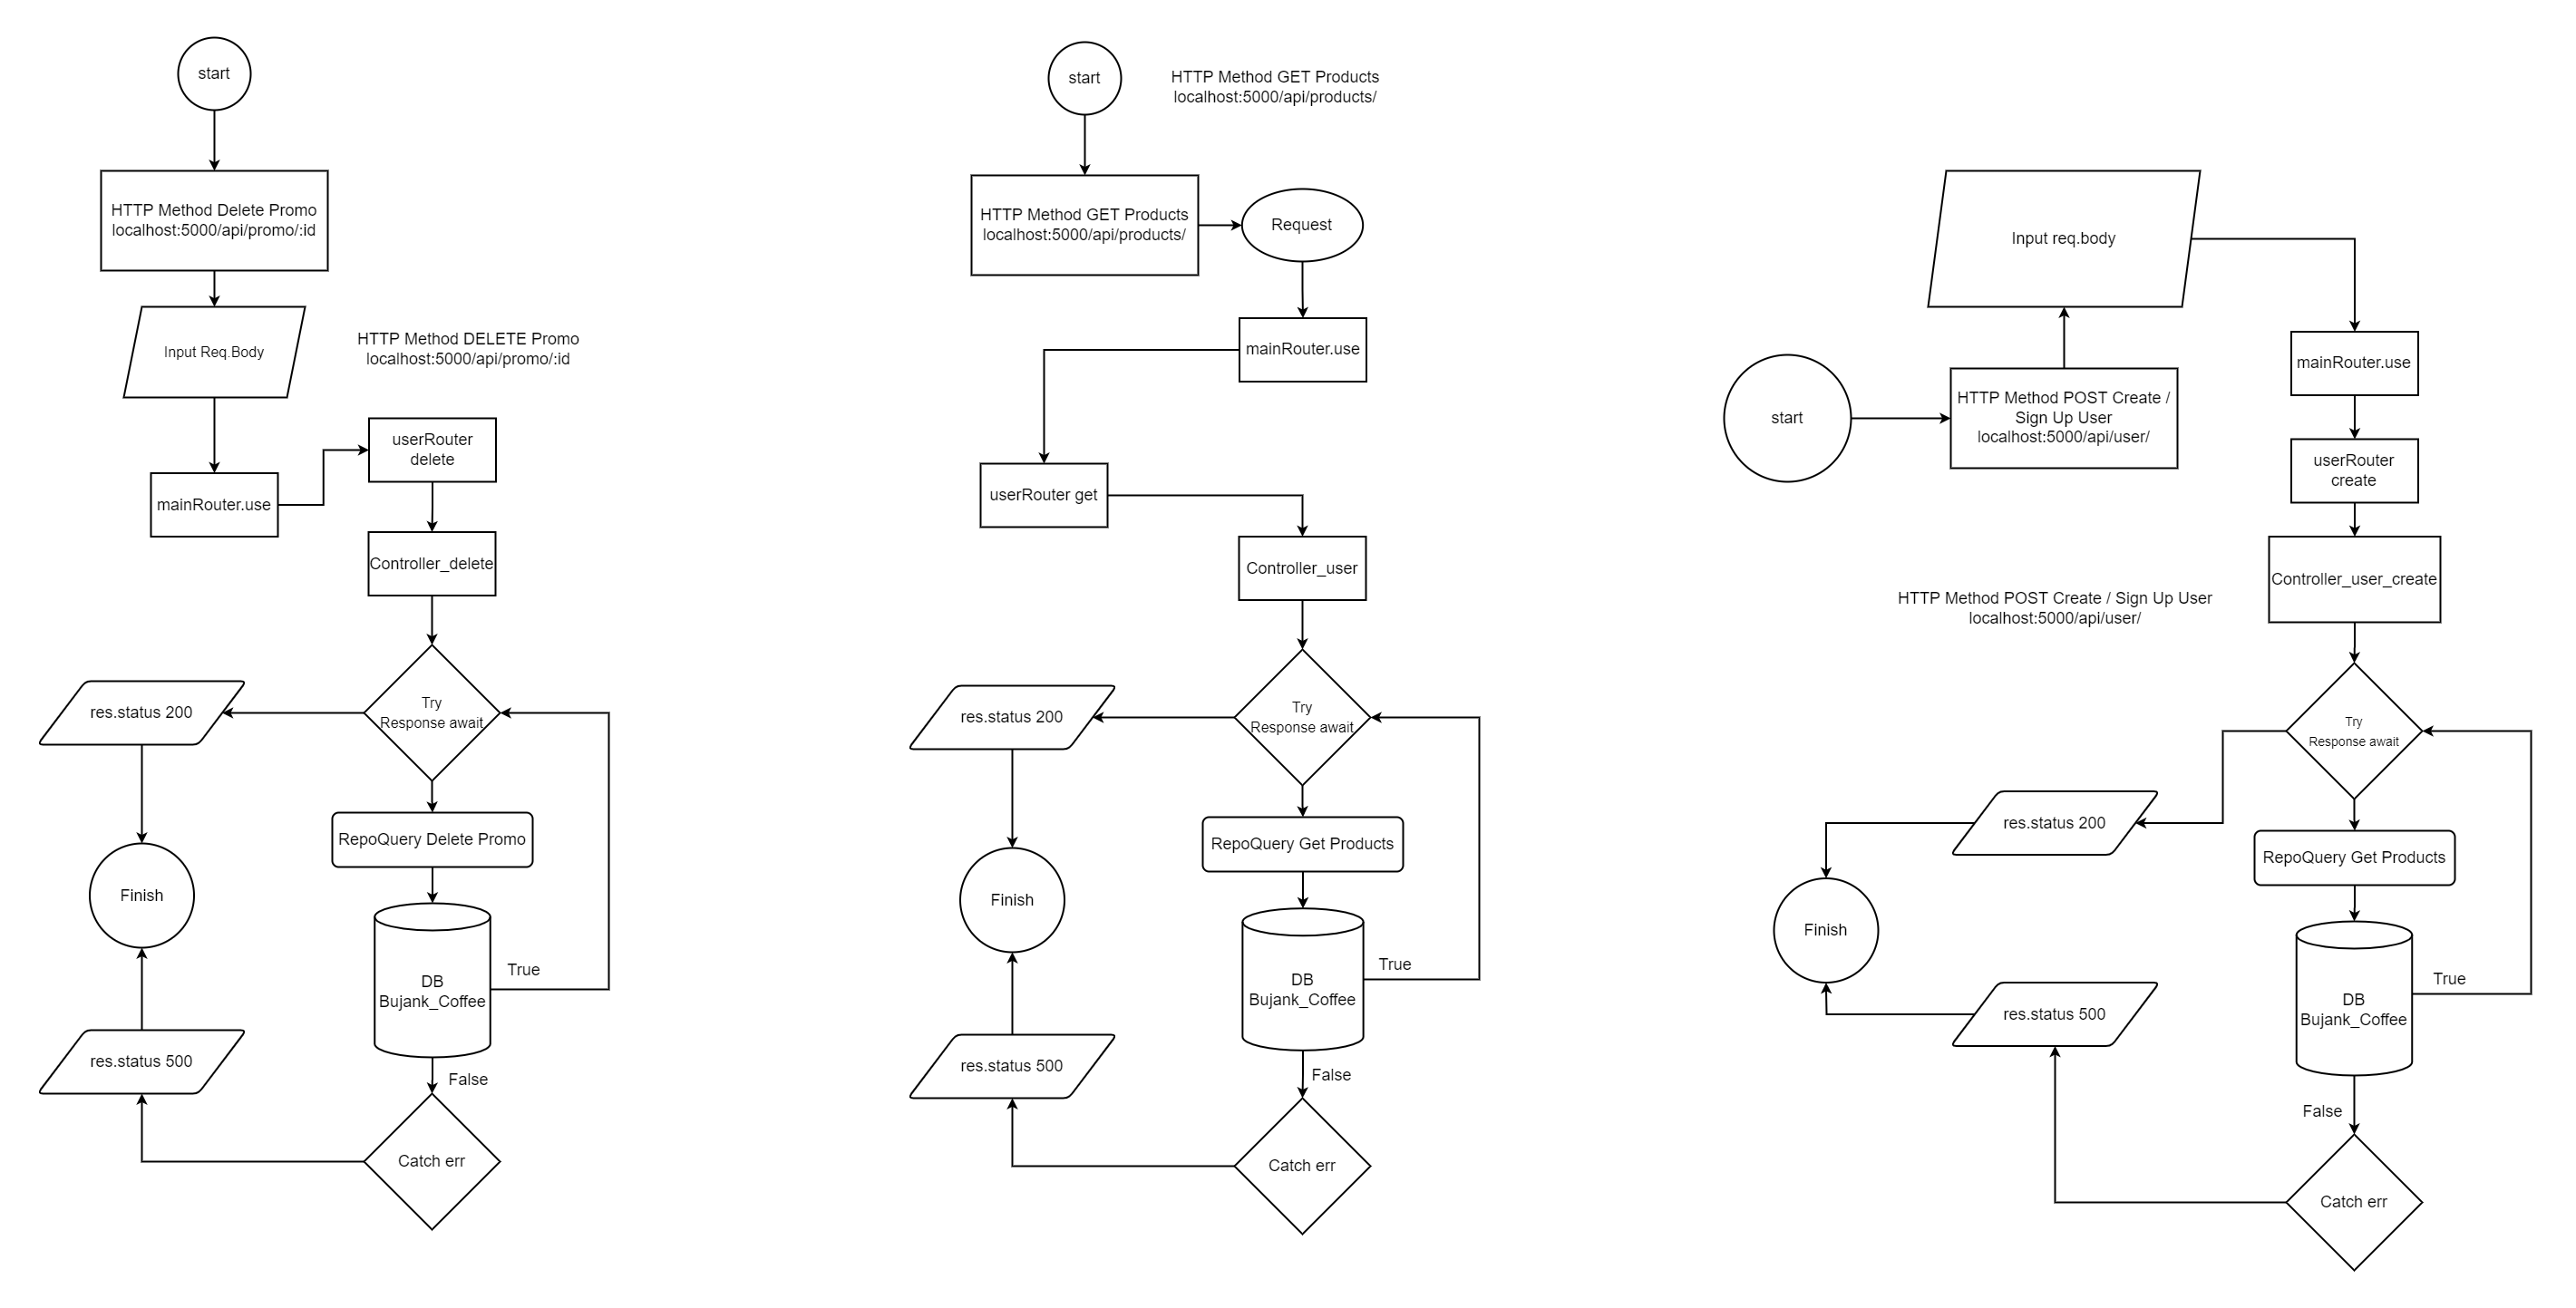 start
HTTP Method Delete Promo
localhost:5000/api/promo/:id
Input Req.Body
HTTP Method DELETE Promo
localhost:5000/api/promo/:id
mainRouter.use
userRouter
delete
Controller_delete
Try
Response await
res.status 200
RepoQuery Delete Promo
Finish
DB
Bujank_Coffee
True
False
res.status 500
Catch err
start
HTTP Method GET Products
localhost:5000/api/products/
HTTP Method GET Products
localhost:5000/api/products/
Request
mainRouter.use
userRouter get
Controller_user
Try
Response await
res.status 200
RepoQuery Get Products
Finish
DB
Bujank_Coffee
True
False
res.status 500
Catch err
start
HTTP Method POST Create /
Sign Up User
localhost:5000/api/user/
Input req.body
mainRouter.use
userRouter
create
Controller_user_create
HTTP Method POST Create / Sign Up User
localhost:5000/api/user/
Try
Response await
res.status 200
RepoQuery Get Products
Finish
DB
Bujank_Coffee
True
False
res.status 500
Catch err